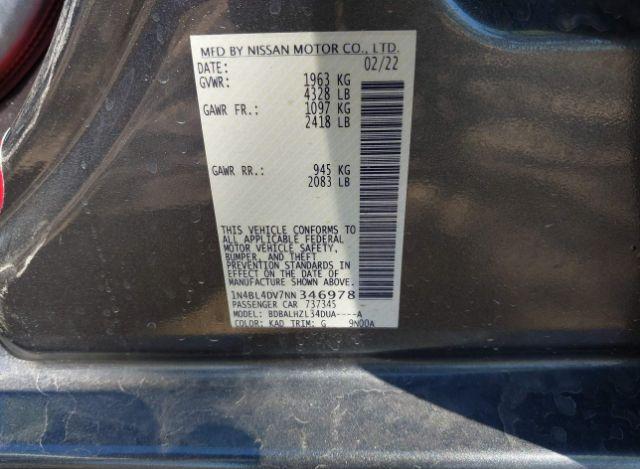 MFD BY NISSAN MOTOR CO., LTD.
DATE: 02/22
GVWR: 1963 KG
4328 LB
GAWR FR.: 1097 KG
2418 LB
GAWR RR.: 945 KG
2083 LB
THIS VEHICLE CONFORMS TO
ALL APPLICABLE FEDERAL
MOTOR VEHICLE SAFETY,
BUMPER, AND THEFT
PREVENTION STANDARDS IN
EFFECT ON THE DATE OF
MANUFACTURE SHOWN ABOVE.
1N4BL4DV7NN346978
PASSENGER CAR 737345
MODEL: BDBALHZL34DUA----A
COLOR: KAD TRIM: G 9N00A